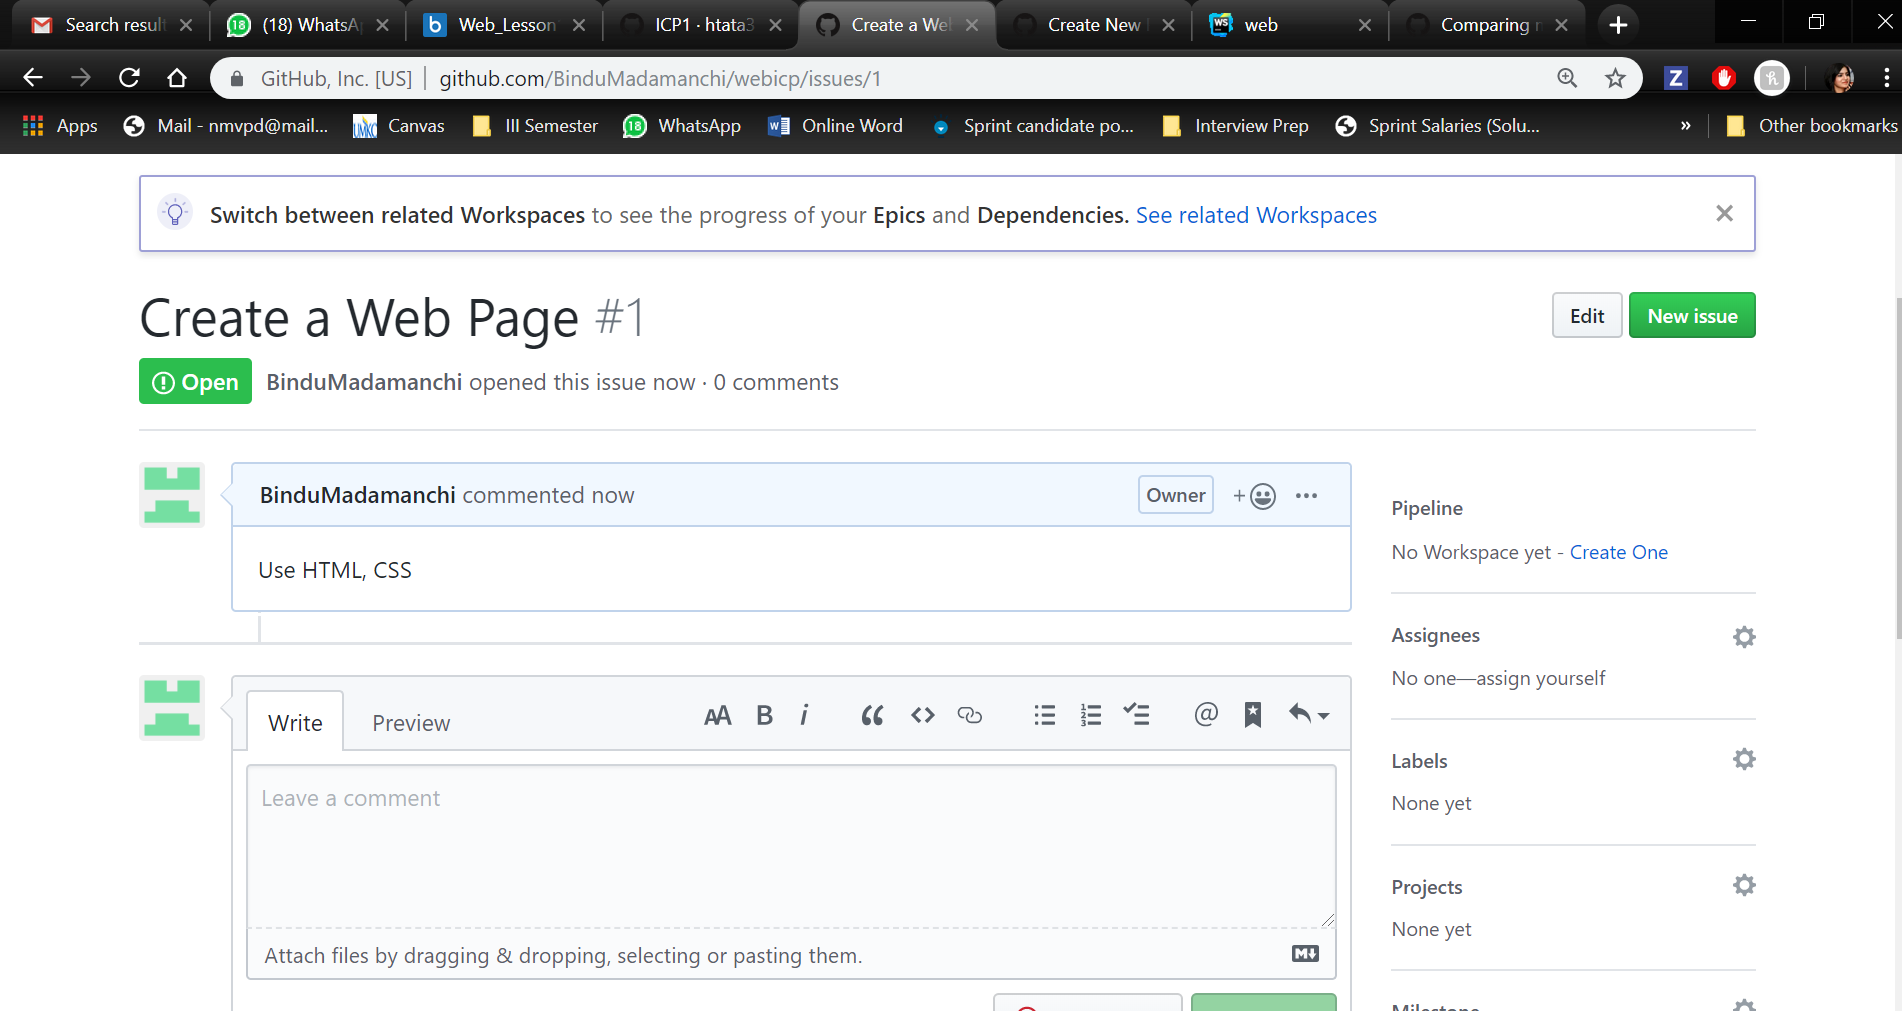 Search result
(18) WhatsA
Web_Lesson
ICP1 · htata3
Create a We
Create New
web
Comparing
GitHub, Inc. [US] | github.com/BinduMadamanchi/webicp/issues/1
Apps
Mail - nmvpd@mail...
Canvas
III Semester
WhatsApp
Online Word
Sprint candidate po...
Interview Prep
Sprint Salaries (Solu...
»
Other bookmarks
Switch between related Workspaces to see the progress of your Epics and Dependencies. See related Workspaces
Create a Web Page #1
Edit
New issue
Open
BinduMadamanchi opened this issue now · 0 comments
BinduMadamanchi commented now
Owner
Use HTML, CSS
Pipeline
No Workspace yet - Create One
Assignees
No one—assign yourself
Labels
None yet
Projects
None yet
Write
Preview
Leave a comment
Attach files by dragging & dropping, selecting or pasting them.